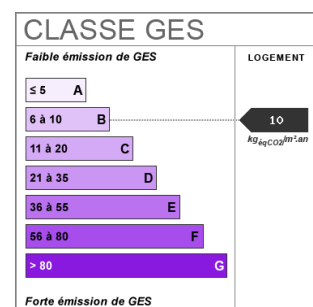 CLASSE GES
Faible émission de GES
LOGEMENT
≤ 5 A
6 à 10 B
10
kgéqCO2/m².an
11 à 20 C
21 à 35 D
36 à 55 E
56 à 80 F
> 80 G
Forte émission de GES